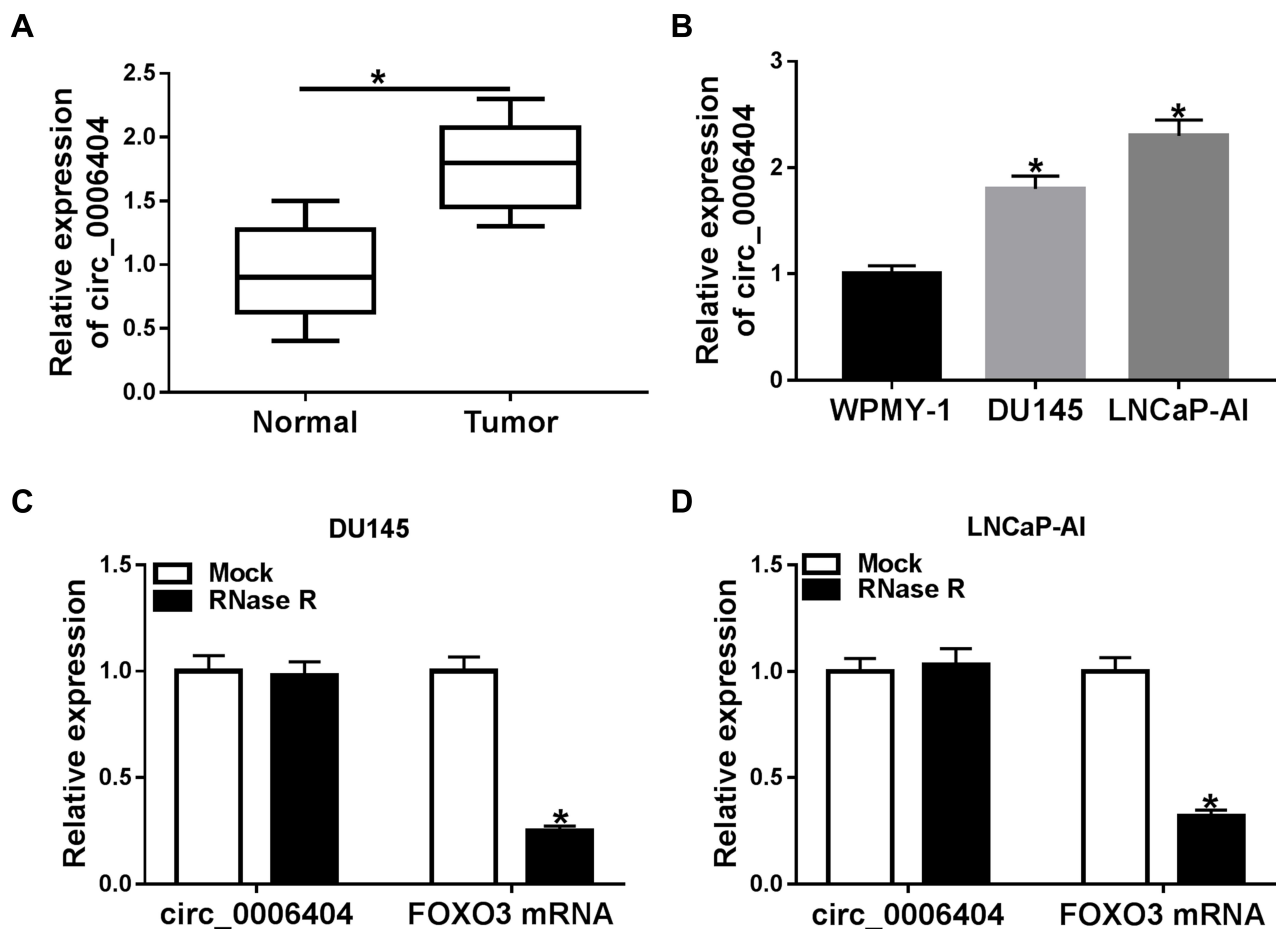 A
Relative expression
of circ_0006404
2.5
2.0
1.5
1.0
0.5
0.0
*
Normal
Tumor
B
Relative expression
of circ_0006404
3
2
1
0
*
*
WPMY-1
DU145
LNCaP-AI
C
DU145
Relative expression
1.5
1.0
0.5
0.0
Mock
RNase R
*
circ_0006404
FOXO3 mRNA
D
LNCaP-AI
Relative expression
1.5
1.0
0.5
0.0
Mock
RNase R
*
circ_0006404
FOXO3 mRNA